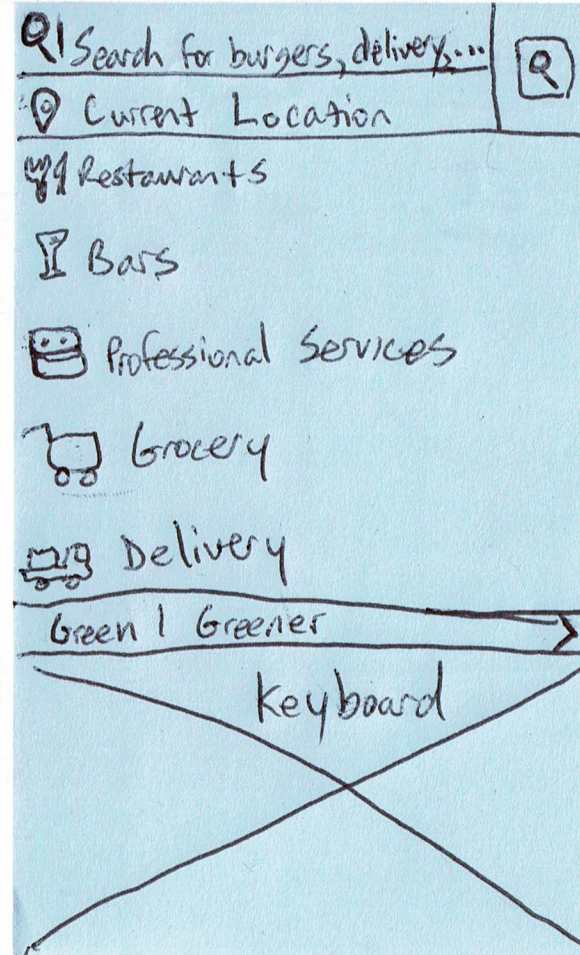 Search for burgers, delivery,...
Current Location
Restaurants
Bars
Professional Services
Grocery
Delivery
Green | Greener
Keyboard